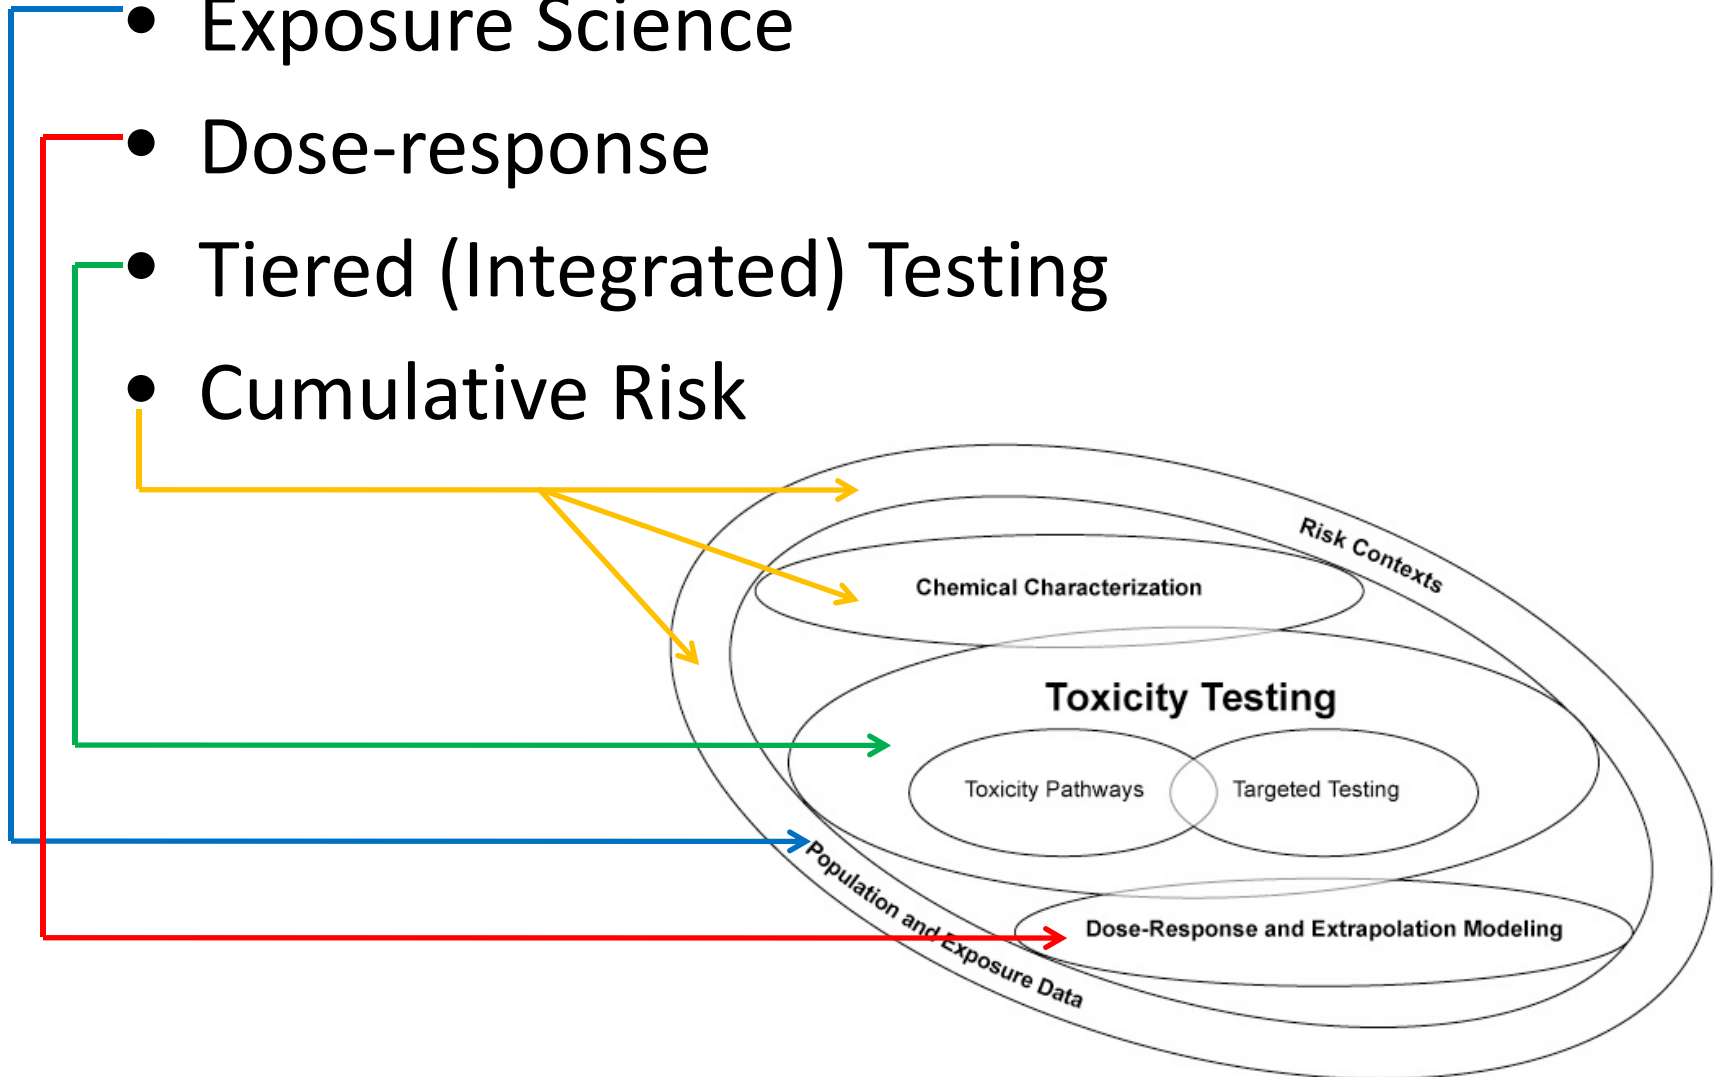 • Exposure Science
• Dose-response
• Tiered (Integrated) Testing
• Cumulative Risk
Risk Contexts
Chemical Characterization
Toxicity Testing
Toxicity Pathways
Targeted Testing
Population and Exposure Data
Dose-Response and Extrapolation Modeling